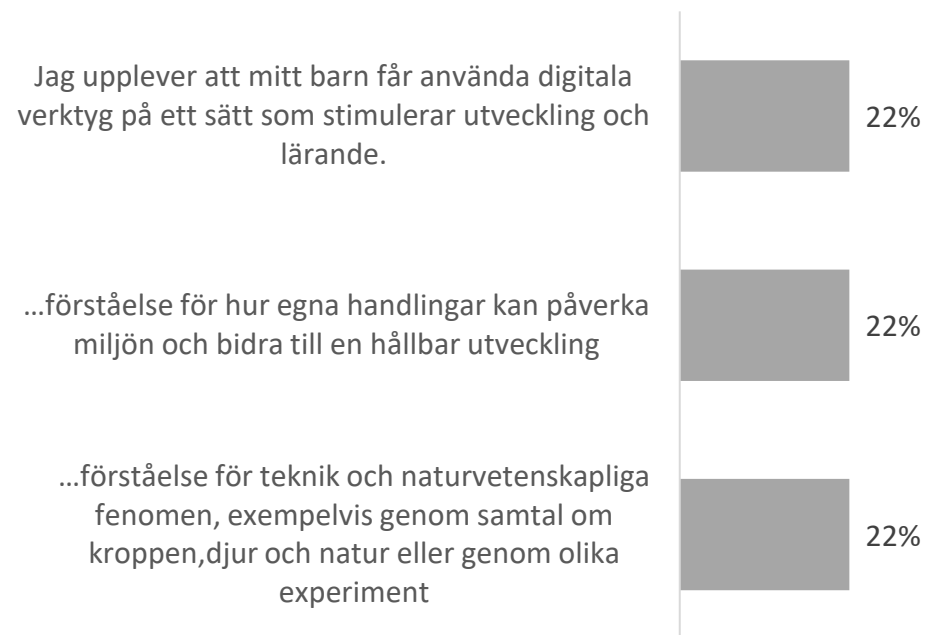 Jag upplever att mitt barn får använda digitala
verktyg på ett sätt som stimulerar utveckling och
lärande.
22%
…förståelse för hur egna handlingar kan påverka
miljön och bidra till en hållbar utveckling
22%
…förståelse för teknik och naturvetenskapliga
fenomen, exempelvis genom samtal om
kroppen,djur och natur eller genom olika
experiment
22%